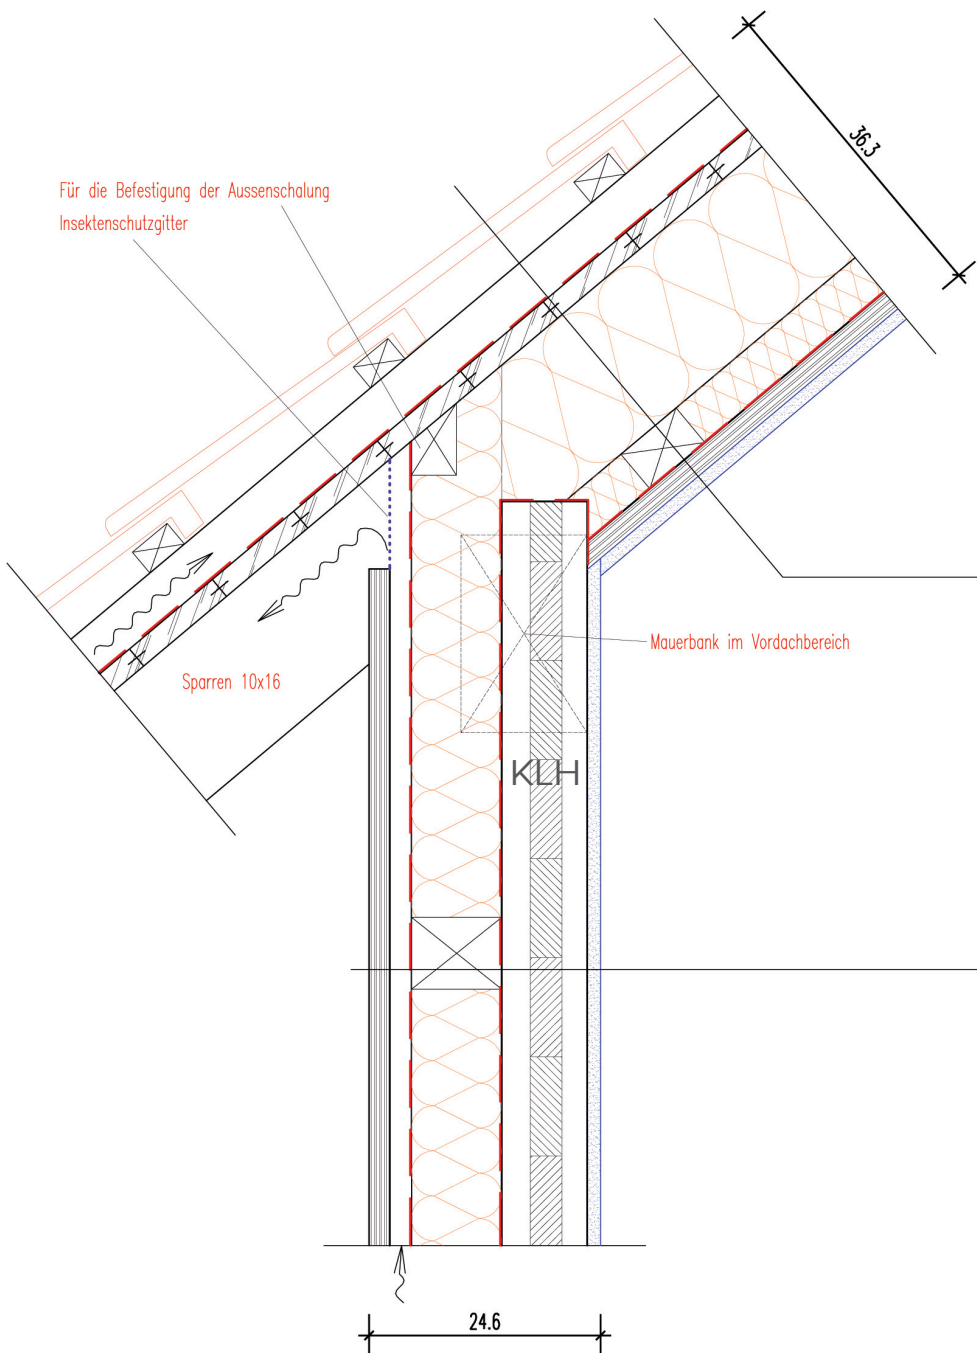 36.3
Für die Befestigung der Aussenschalung
Insektenschutzgitter
Mauerbank im Vordachbereich
Sparren 10x16
KLH
24.6